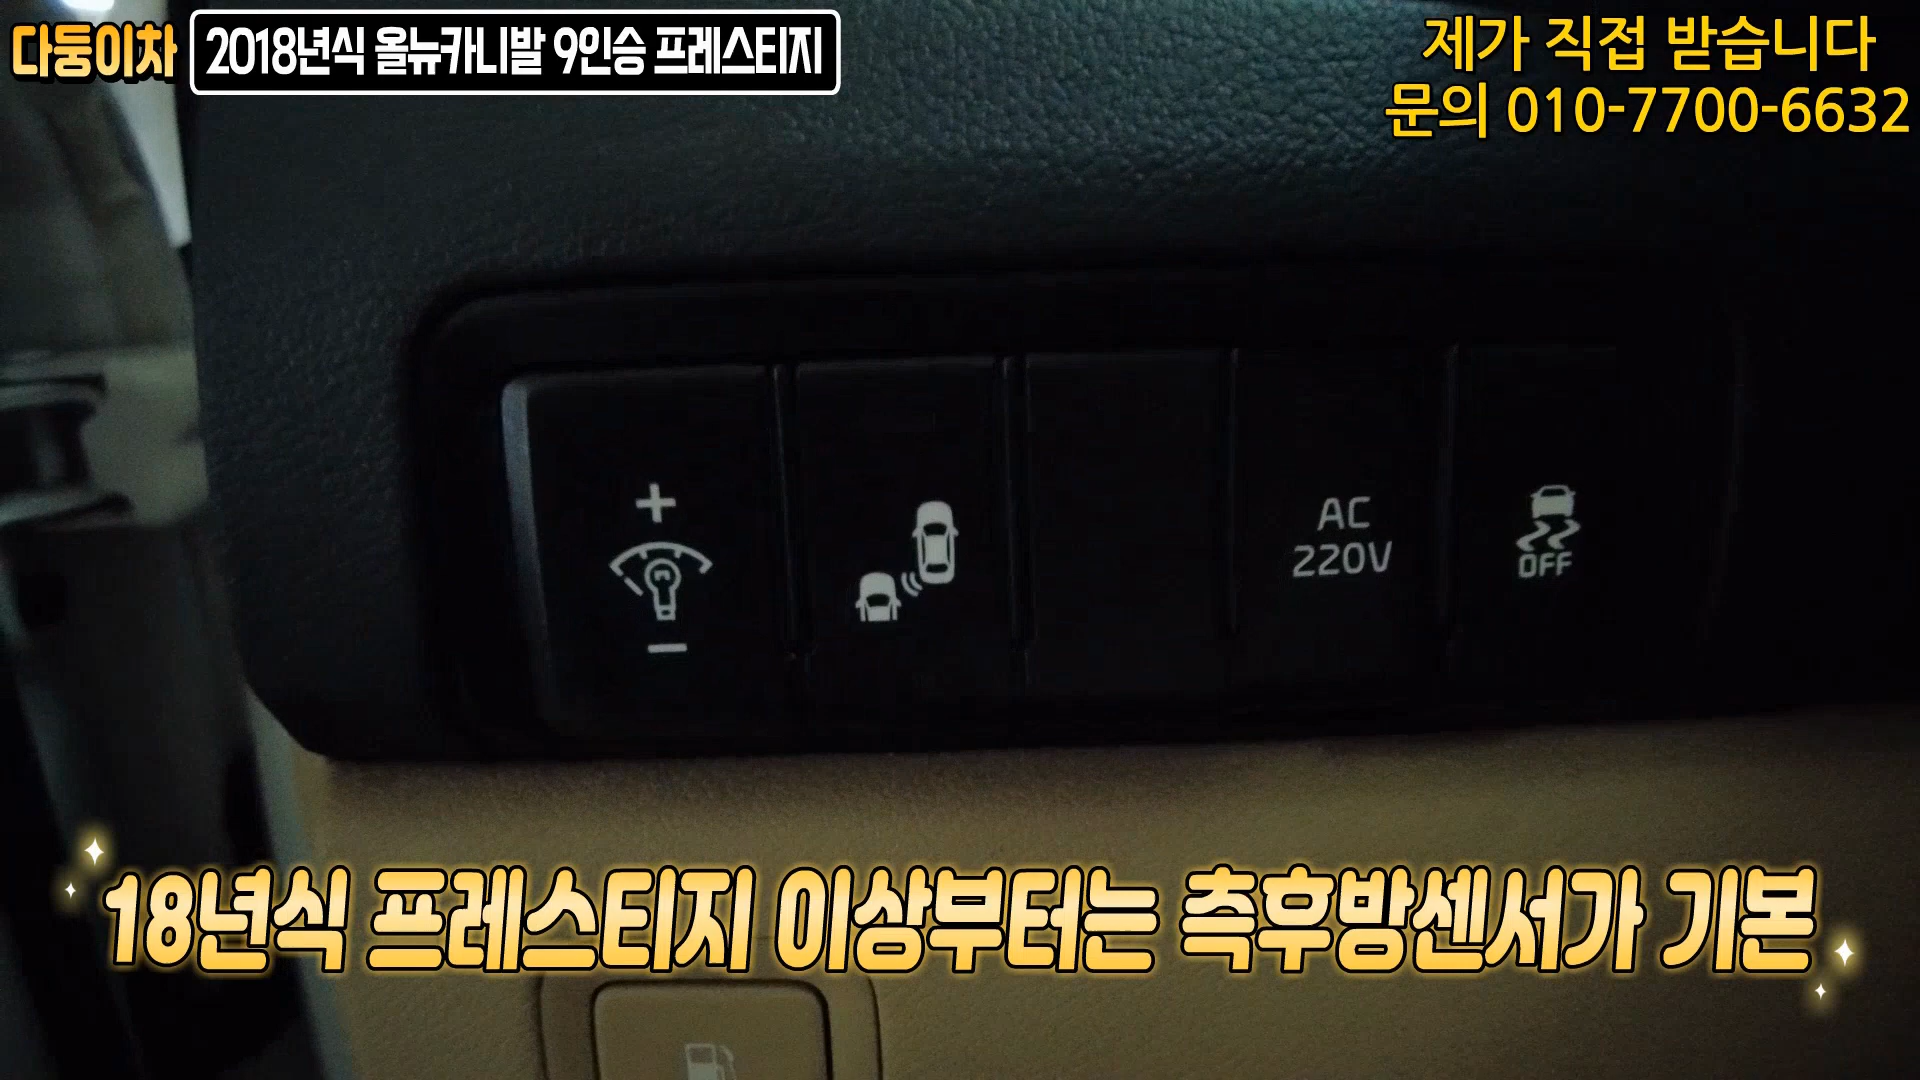 다둥이차 2018년식 올뉴카니발 9인승 프레스티지
제가 직접 받습니다
문의 010-7700-6632
AC
220V
OFF
18년식 프레스티지 이상부터는 측후방센서가 기본